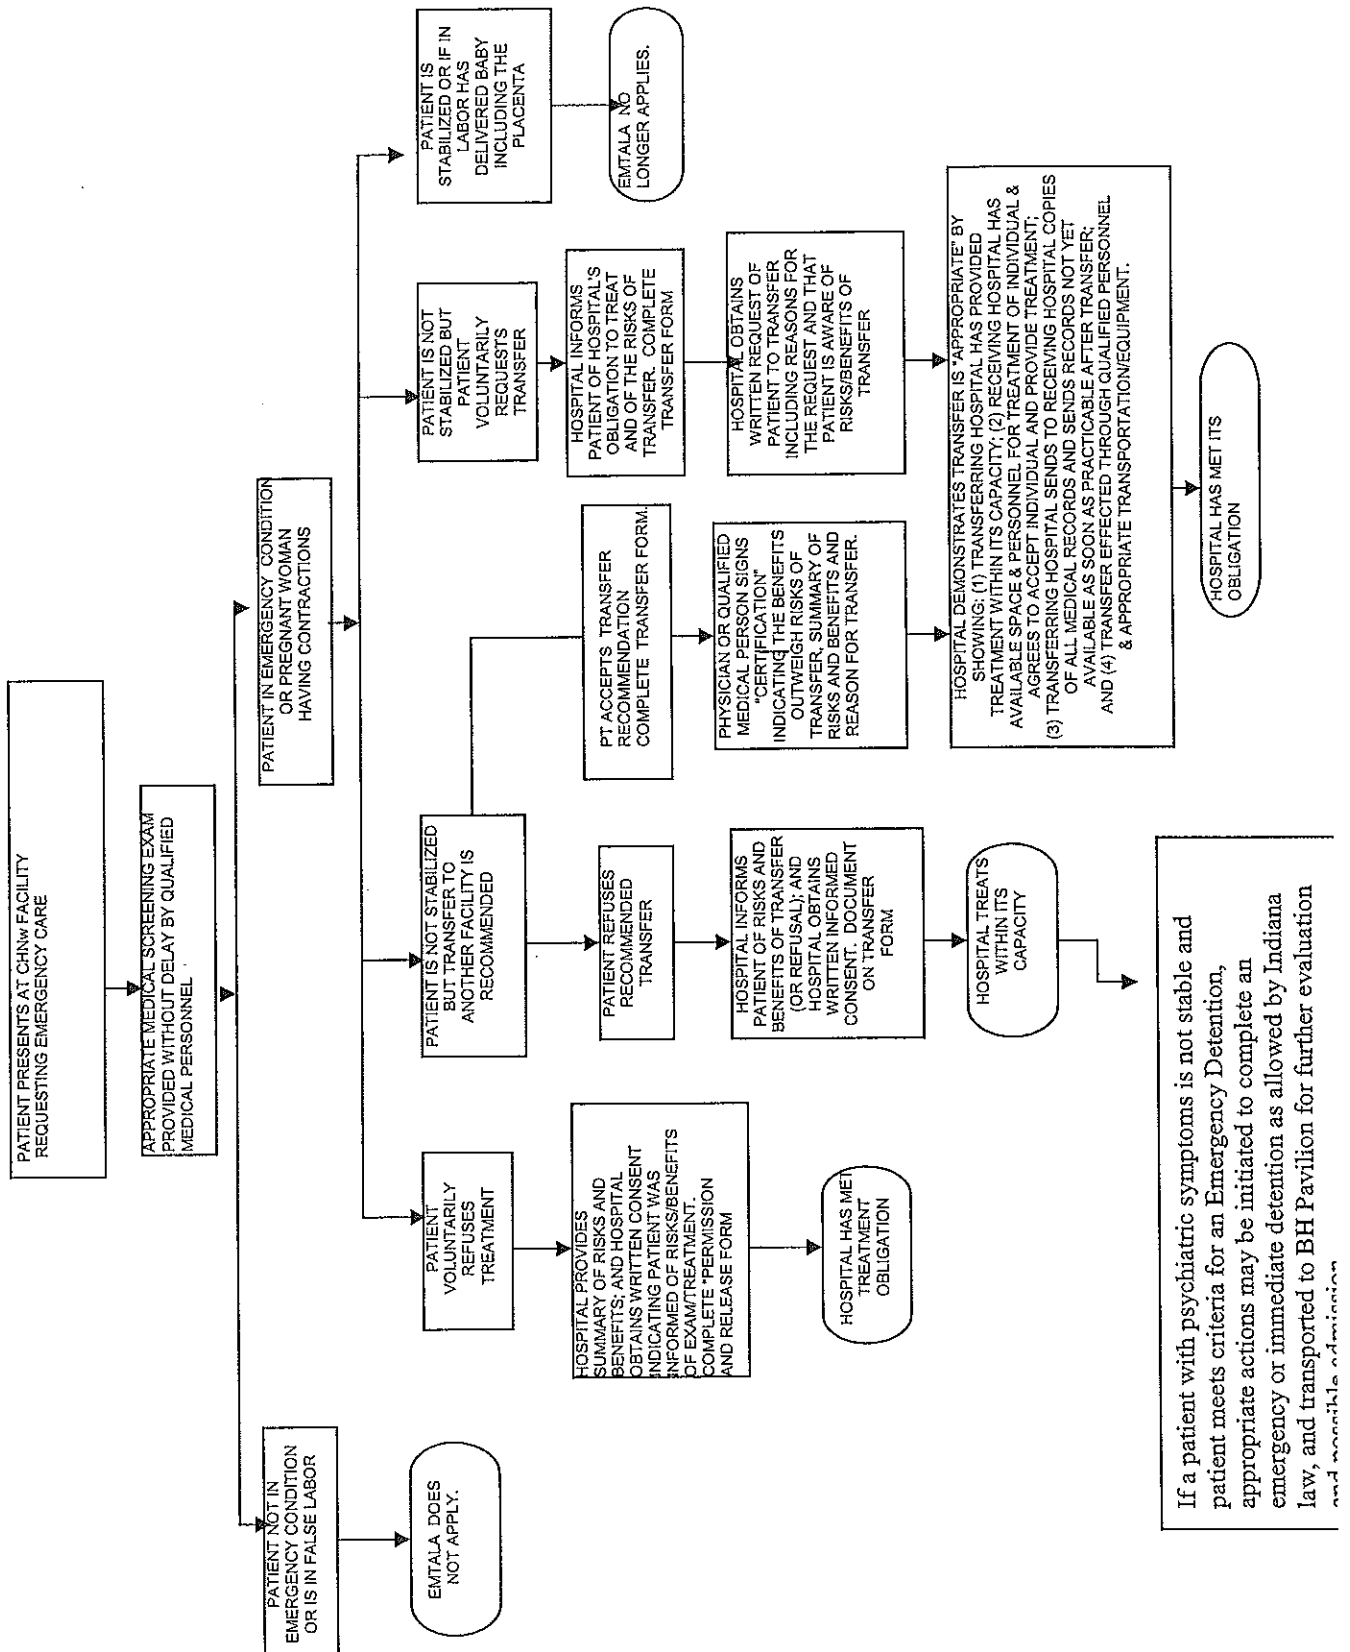 PATIENT PRESENTS AT CHNw FACILITY
REQUESTING EMERGENCY CARE
APPROPRIATE MEDICAL SCREENING EXAM
PROVIDED WITHOUT DELAY BY QUALIFIED
MEDICAL PERSONNEL
PATIENT NOT IN
EMERGENCY CONDITION
OR IS IN FALSE LABOR
EMTALA DOES
NOT APPLY.
PATIENT IN EMERGENCY CONDITION
OR PREGNANT WOMAN
HAVING CONTRACTIONS
PATIENT
VOLUNTARILY
REFUSES
TREATMENT
HOSPITAL PROVIDES
SUMMARY OF RISKS AND
BENEFITS; AND HOSPITAL
OBTAINS WRITTEN CONSENT
INDICATING PATIENT WAS
INFORMED OF RISKS/BENEFITS
OF EXAM/TREATMENT.
COMPLETE "PERMISSION
AND RELEASE FORM
HOSPITAL HAS MET
TREATMENT
OBLIGATION
PATIENT IS NOT STABILIZED
BUT TRANSFER TO
ANOTHER FACILITY IS
RECOMMENDED
PATIENT REFUSES
RECOMMENDED
TRANSFER
HOSPITAL INFORMS
PATIENT OF RISKS AND
BENEFITS OF TRANSFER
(OR REFUSAL); AND
HOSPITAL OBTAINS
WRITTEN INFORMED
CONSENT. DOCUMENT
ON TRANSFER
FORM
HOSPITAL TREATS
WITHIN ITS
CAPACITY
If a patient with psychiatric symptoms is not stable and
patient meets criteria for an Emergency Detention,
appropriate actions may be initiated to complete an
emergency or immediate detention as allowed by Indiana
law, and transported to BH Pavilion for further evaluation
and possible admission
PT ACCEPTS TRANSFER
RECOMMENDATION
COMPLETE TRANSFER FORM.
PHYSICIAN OR QUALIFIED
MEDICAL PERSON SIGNS
"CERTIFICATION"
INDICATING THE BENEFITS
OUTWEIGH RISKS OF
TRANSFER, SUMMARY OF
RISKS AND BENEFITS AND
REASON FOR TRANSFER.
PATIENT IS NOT
STABILIZED BUT
PATIENT
VOLUNTARILY
REQUESTS
TRANSFER
HOSPITAL INFORMS
PATIENT OF HOSPITAL'S
OBLIGATION TO TREAT
AND OF THE RISKS OF
TRANSFER. COMPLETE
TRANSFER FORM
HOSPITAL OBTAINS
WRITTEN REQUEST OF
PATIENT TO TRANSFER
INCLUDING REASONS FOR
THE REQUEST AND THAT
PATIENT IS AWARE OF
RISKS/BENEFITS OF
TRANSFER
HOSPITAL DEMONSTRATES TRANSFER IS "APPROPRIATE" BY
SHOWING: (1) TRANSFERRING HOSPITAL HAS PROVIDED
TREATMENT WITHIN ITS CAPACITY; (2) RECEIVING HOSPITAL HAS
AVAILABLE SPACE & PERSONNEL FOR TREATMENT OF INDIVIDUAL &
AGREES TO ACCEPT INDIVIDUAL AND PROVIDE TREATMENT;
(3) TRANSFERRING HOSPITAL SENDS TO RECEIVING HOSPITAL COPIES
OF ALL MEDICAL RECORDS AND SENDS RECORDS NOT YET
AVAILABLE AS SOON AS PRACTICABLE AFTER TRANSFER;
AND (4) TRANSFER EFFECTED THROUGH QUALIFIED PERSONNEL
& APPROPRIATE TRANSPORTATION/EQUIPMENT.
HOSPITAL HAS MET ITS
OBLIGATION
PATIENT IS
STABILIZED OR IF IN
LABOR HAS
DELIVERED BABY
INCLUDING THE
PLACENTA
EMTALA NO
LONGER APPLIES.